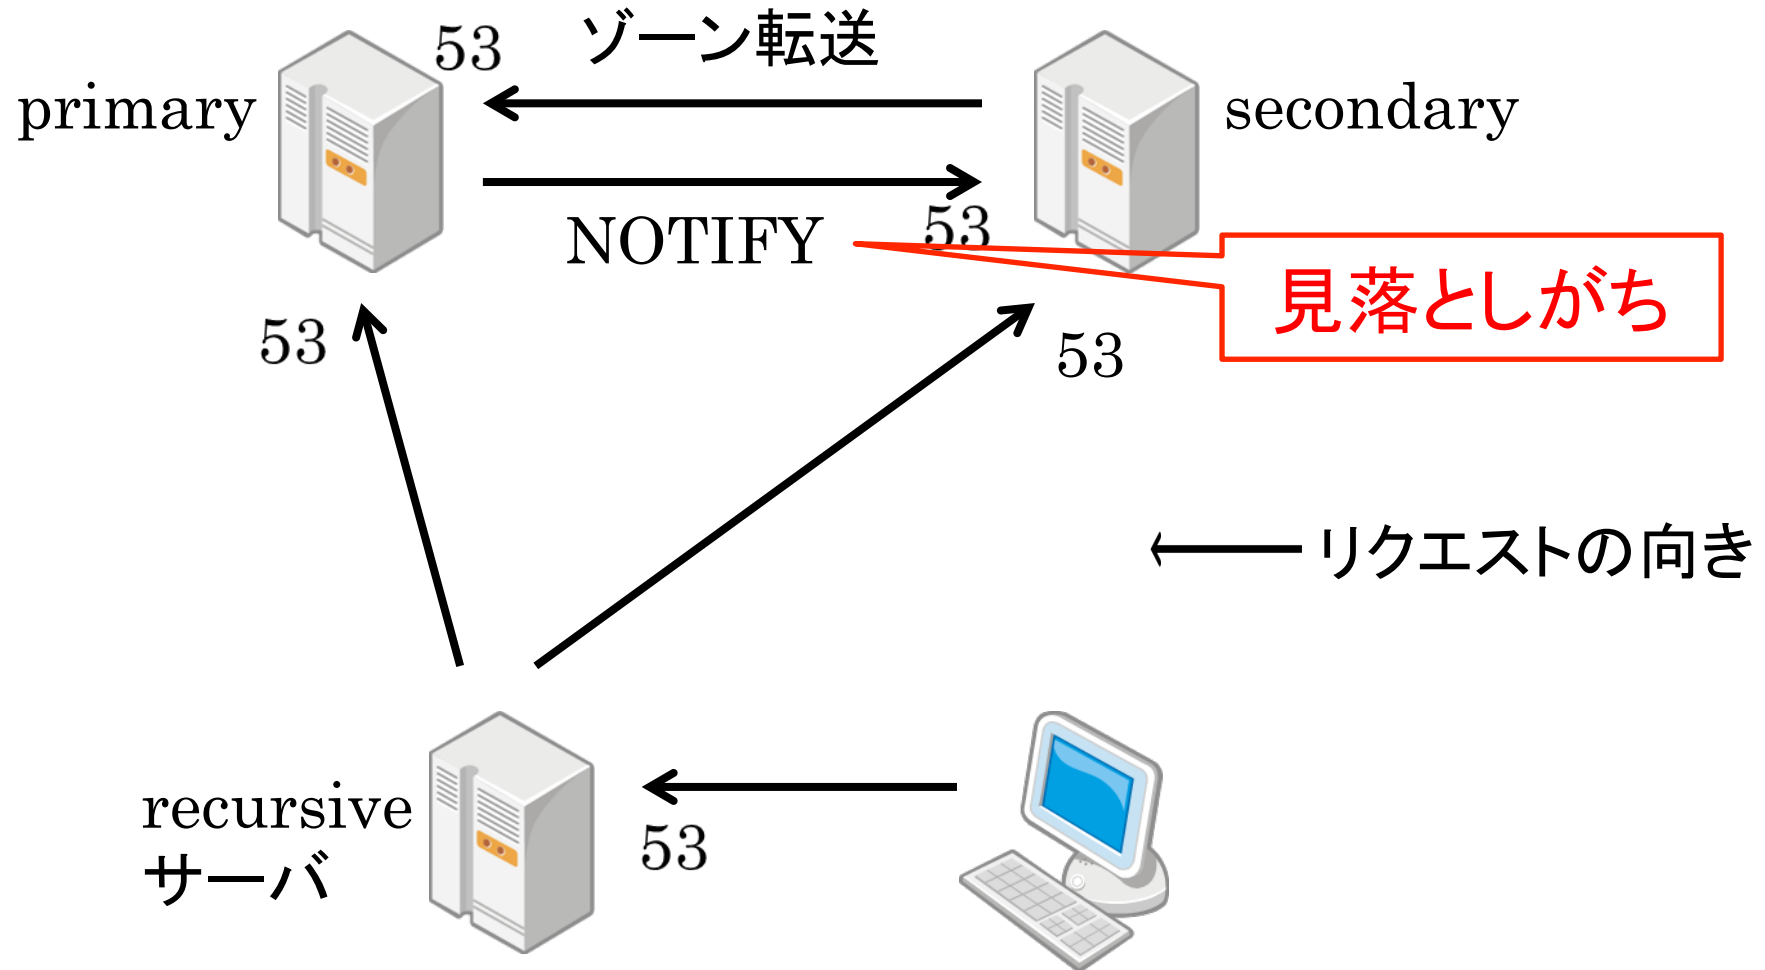 53
ゾーン転送
primary
secondary
NOTIFY
53
見落としがち
53
53
リクエストの向き
recursive
サーバ
53